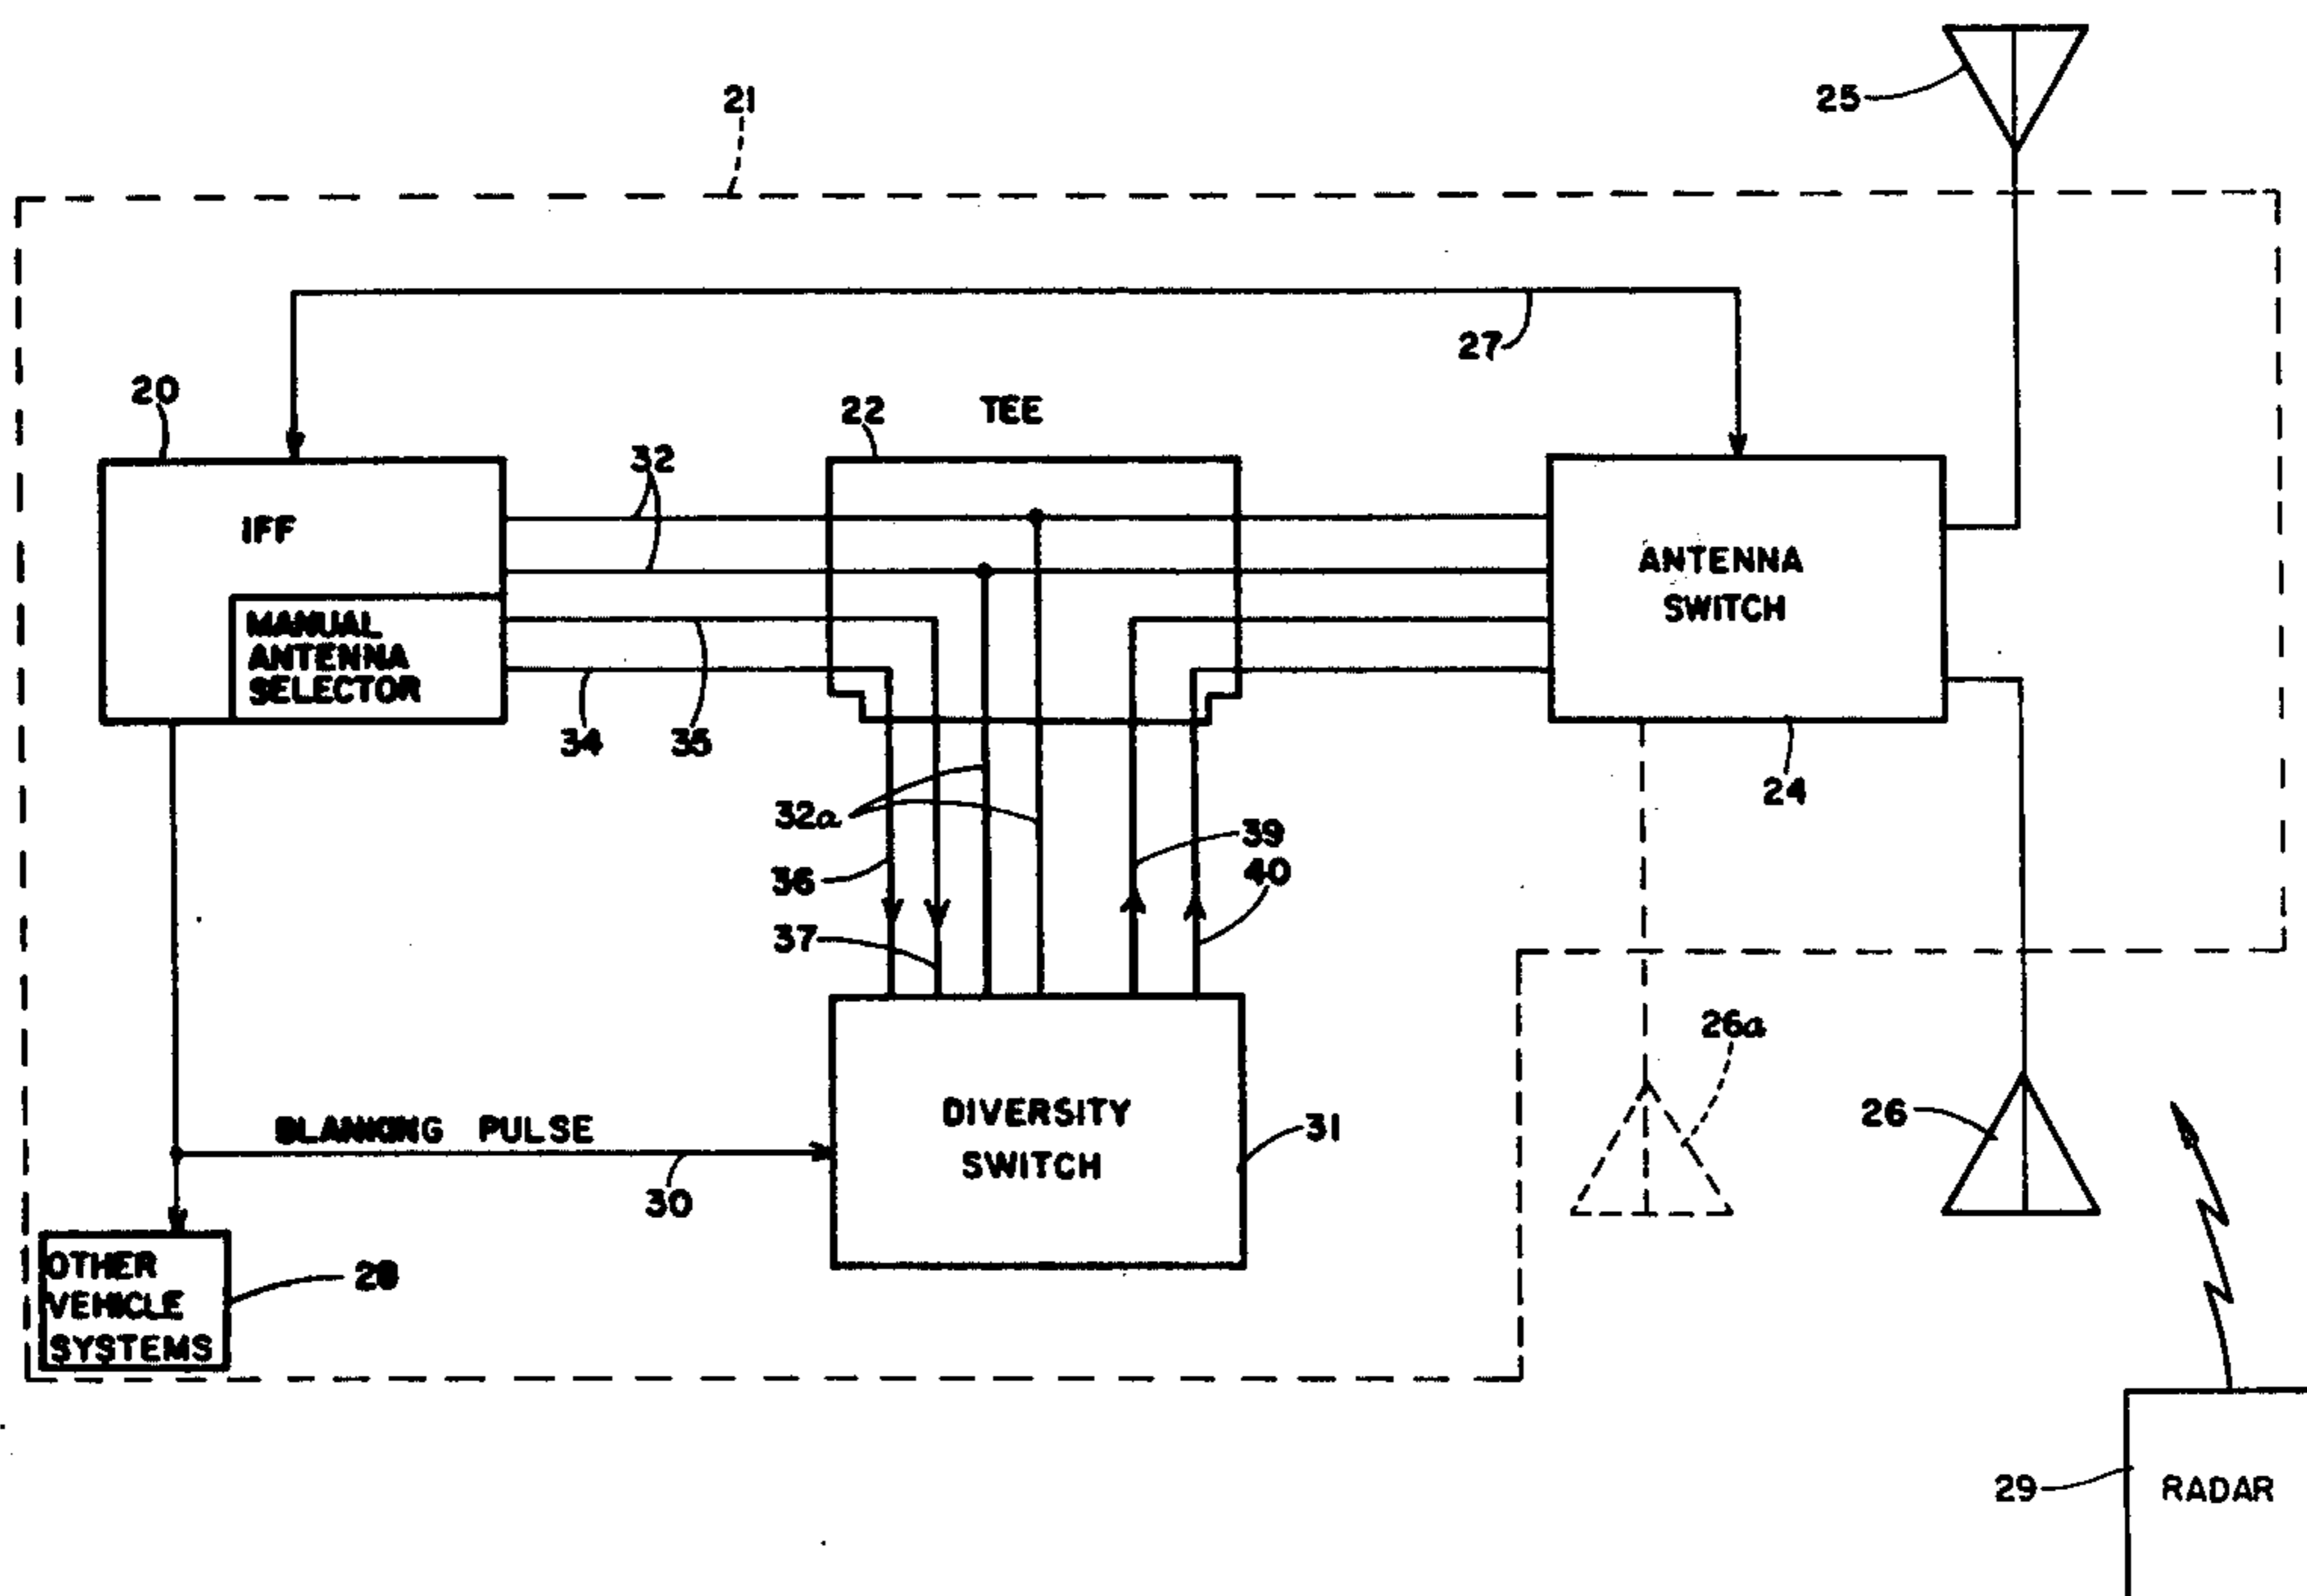 25
21
27
20
22
TEE
32
IFF
ANTENNA
SWITCH
MANUAL
ANTENNA
SELECTOR
34
35
24
32a
39
36
40
37
26a
BLANKING PULSE
DIVERSITY
SWITCH
31
26
30
OTHER
VEHICLE
SYSTEMS
28
29
RADAR